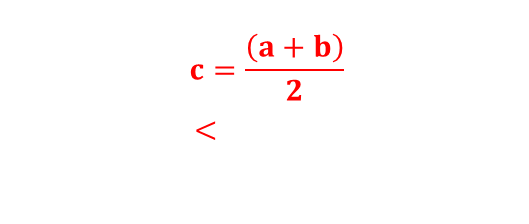 c = (a + b) / 2
<